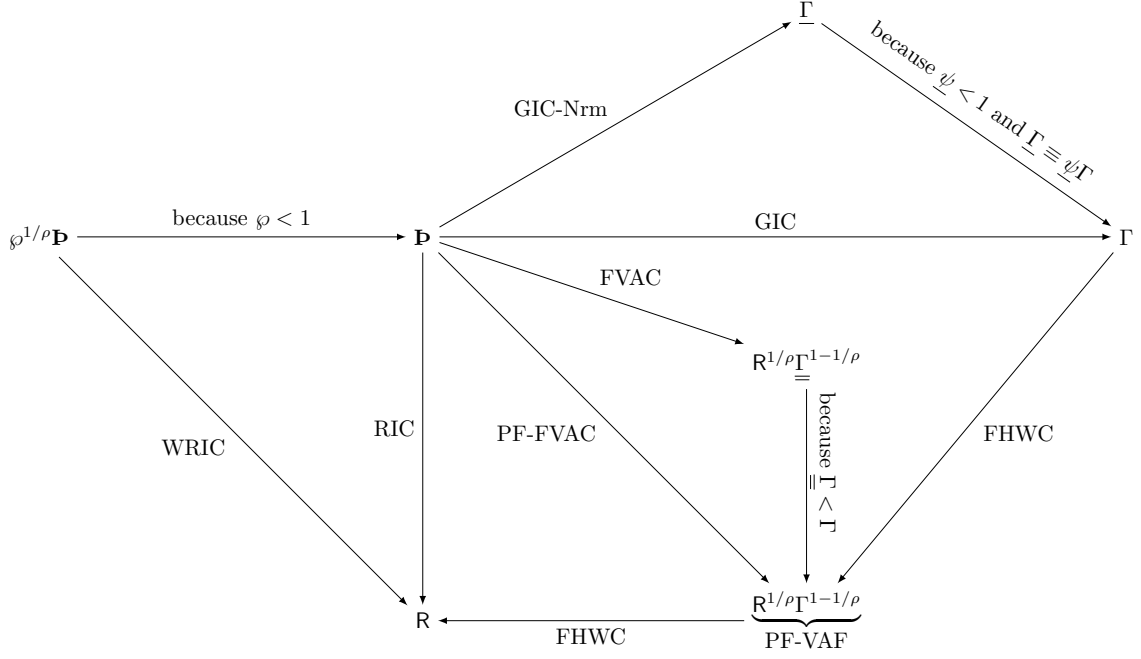 Γ̲
because ψ̲ < 1 and Γ̲ ≡ ψ̲Γ
GIC-Nrm
℘^{1/ρ}Þ
because ℘ < 1
Þ
GIC
Γ
FVAC
R^{1/ρ}Γ̳^{1−1/ρ}
WRIC
RIC
PF-FVAC
because Γ̳ < Γ
FHWC
R
FHWC
R^{1/ρ}Γ^{1−1/ρ}
PF-VAF